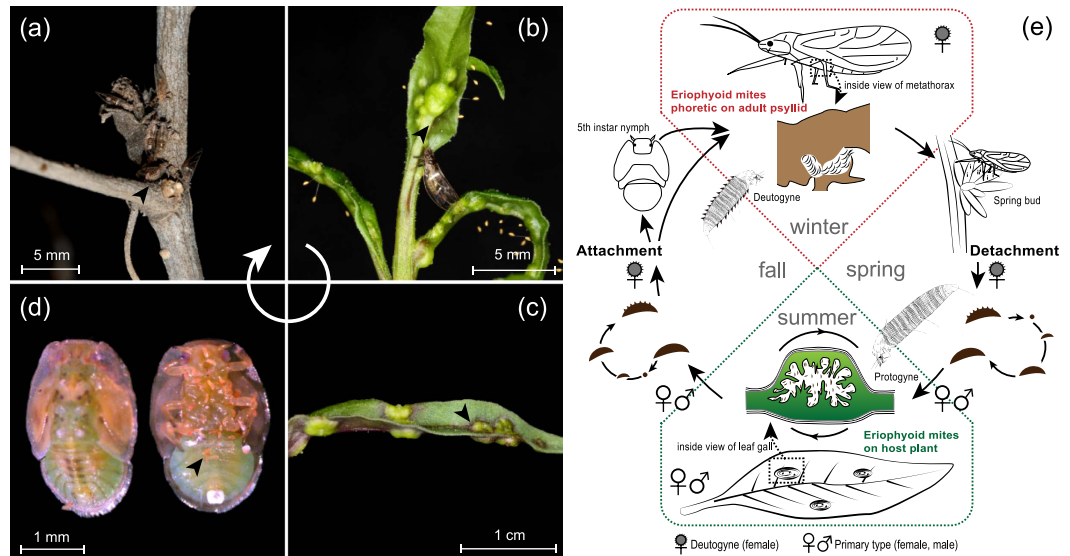 (a)
5 mm
(b)
5 mm
(d)
1 mm
(c)
1 cm
(e)
inside view of metathorax
Eriophyoid mites
phoretic on adult psyllid
5th instar nymph
Deutogyne
Spring bud
winter
Attachment
Detachment
fall
spring
summer
Protogyne
♀♂
♀♂
Eriophyoid mites
on host plant
inside view of leaf gall
♀♂
Deutogyne (female)
♀♂ Primary type (female, male)